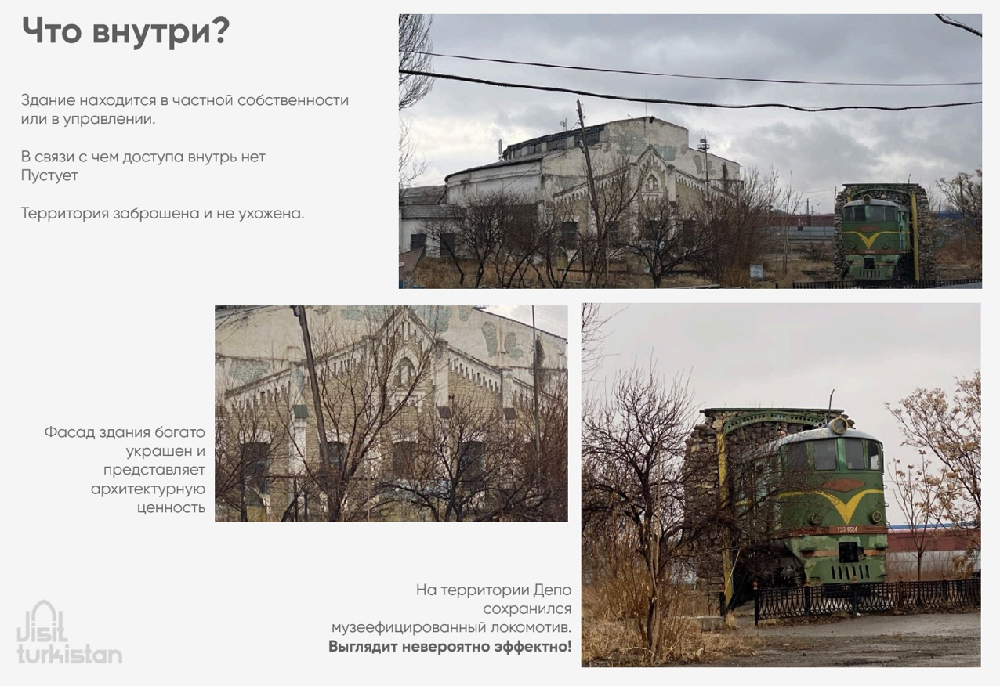 Что внутри?
Здание находится в частной собственности
или в управлении.
В связи с чем доступа внутрь нет
Пустует
Территория заброшена и не ухожена.
Фасад здания богато
украшен и
представляет
архитектурную
ценность
ТЭ3 6524
На территории Депо
сохранился
музеефицированный локомотив.
Выглядит невероятно эффектно!
visit
turkistan